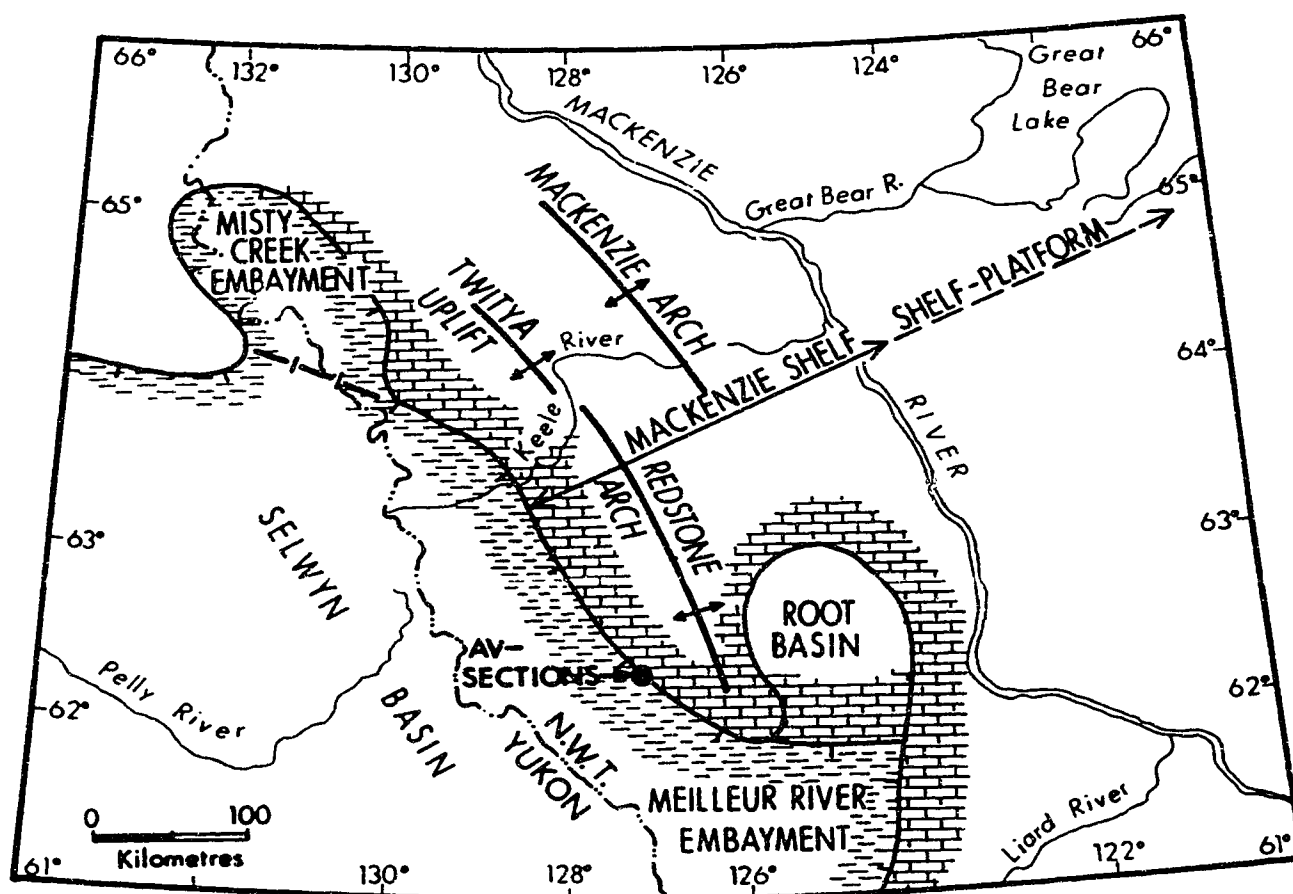 66°
132°
130°
128°
126°
124°
66°
Great
Bear
Lake
MACKENZIE
Great Bear R.
65°
65°
MISTY
CREEK
EMBAYMENT
MACKENZIE
ARCH
TWITYA
UPLIFT
River
Keele
SHELF-PLATFORM
MACKENZIE SHELF
64°
RIVER
REDSTONE
ARCH
63°
63°
SELWYN
BASIN
ROOT
BASIN
AV-
SECTIONS
Pelly River
62°
62°
N.W.T.
YUKON
MEILLEUR RIVER
EMBAYMENT
Liard River
0 100
Kilometres
61°
130°
128°
126°
122°
61°